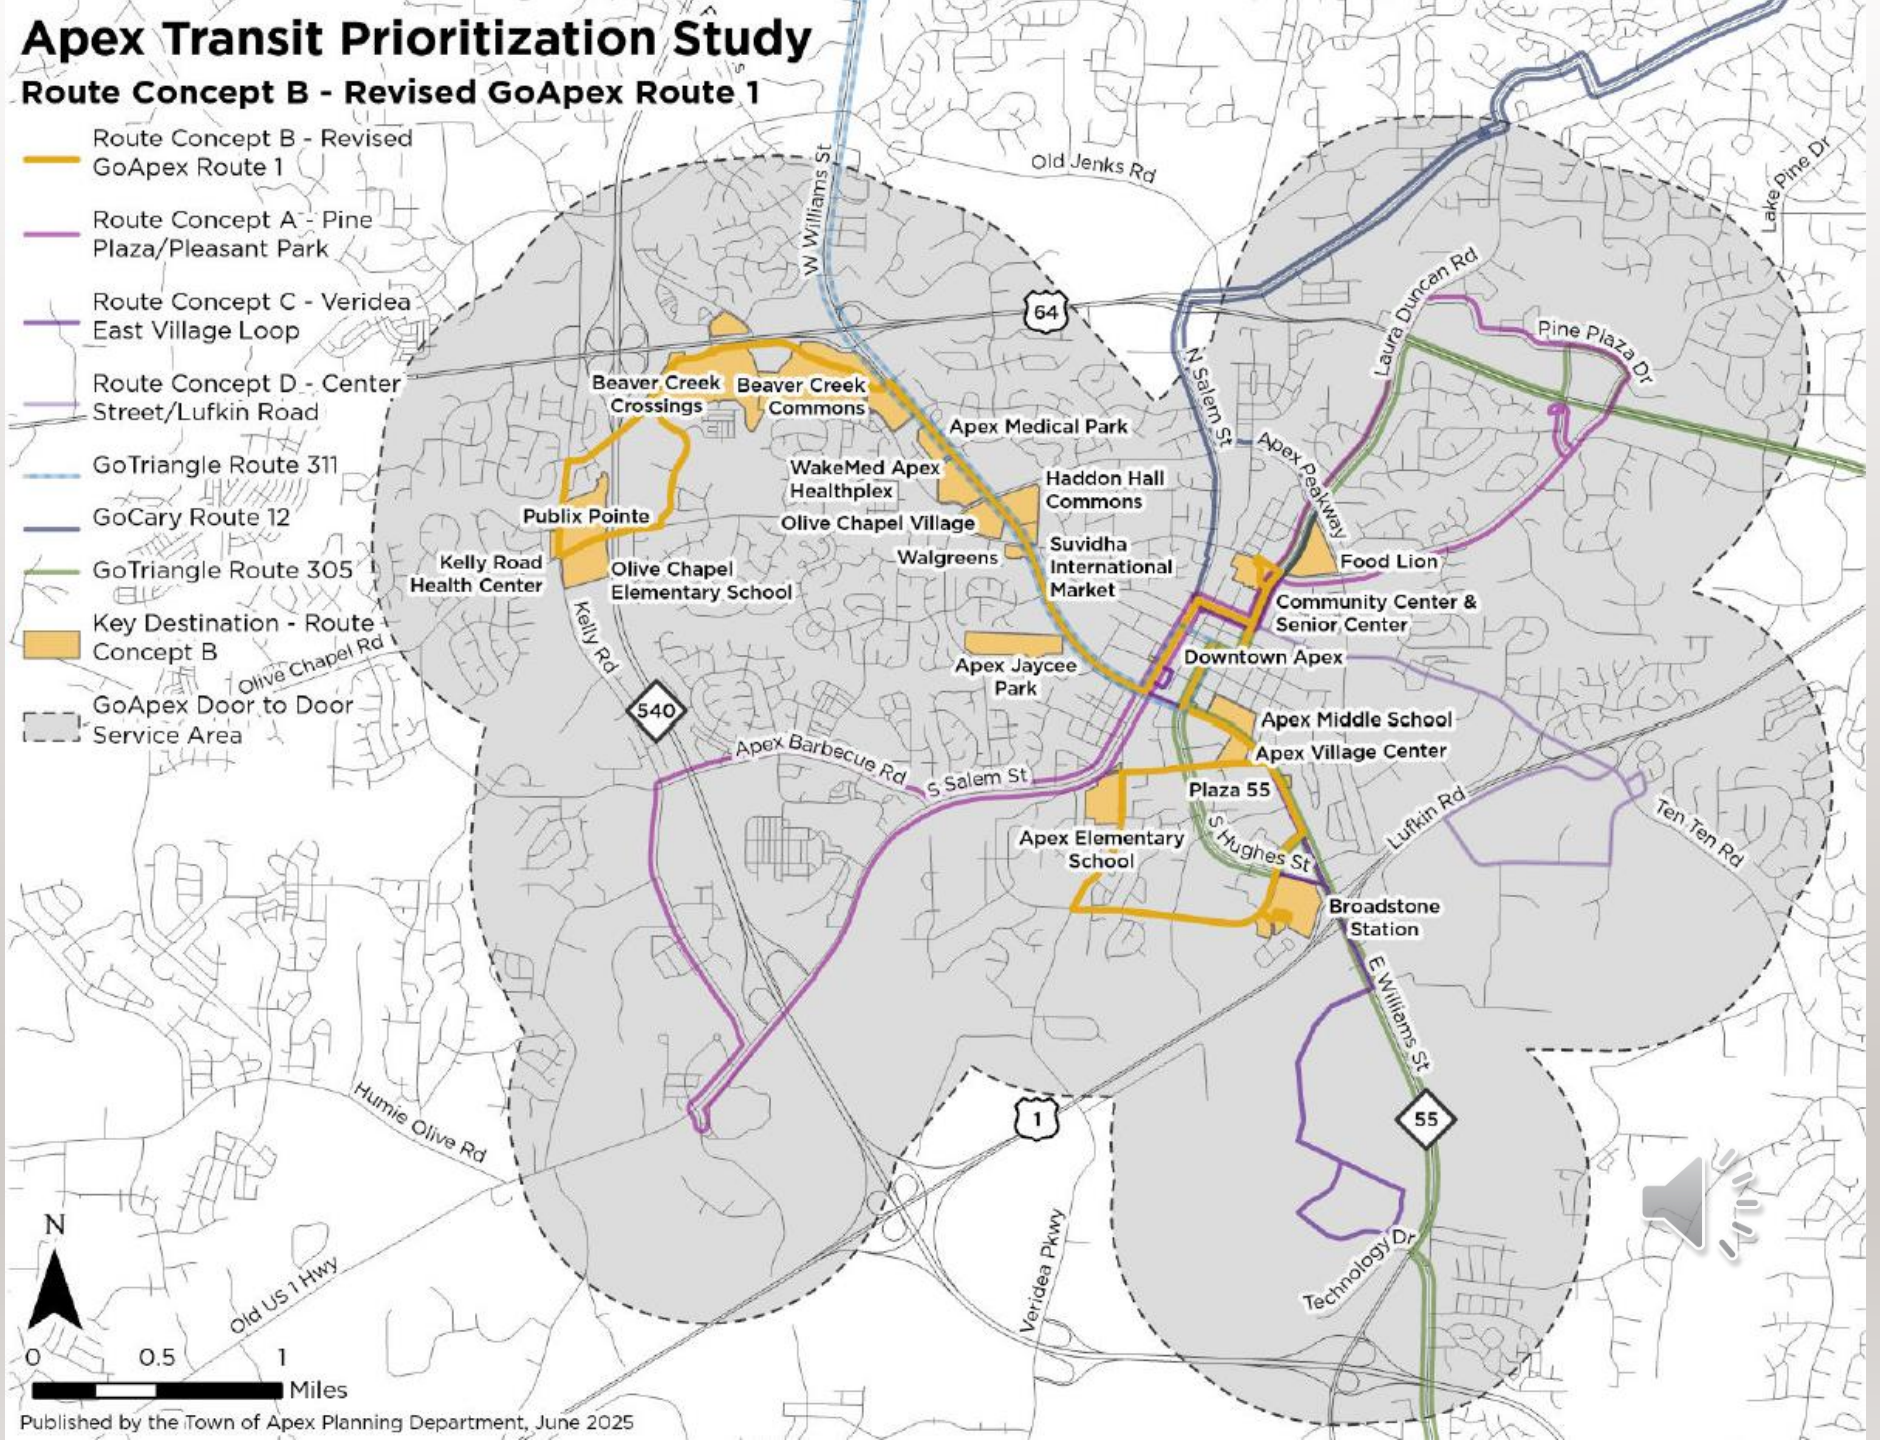 Apex Transit Prioritization Study
Route Concept B - Revised GoApex Route 1
Route Concept B - Revised
GoApex Route 1
Route Concept A - Pine
Plaza/Pleasant Park
Route Concept C - Veridea
East Village Loop
Route Concept D - Center
Street/Lufkin Road
GoTriangle Route 311
GoCary Route 12
GoTriangle Route 305
Key Destination - Route
Concept B
GoApex Door to Door
Service Area
W Williams St
Old Jenks Rd
Lake Pine Dr
64
Laura Duncan Rd
Pine Plaza Dr
N Salem St
Apex Peakway
Beaver Creek
Crossings
Beaver Creek
Commons
Apex Medical Park
WakeMed Apex
Healthplex
Haddon Hall
Commons
Olive Chapel Village
Publix Pointe
Walgreens
Suvidha
International
Market
Food Lion
Kelly Road
Health Center
Olive Chapel
Elementary School
Community Center &
Senior Center
Kelly Rd
Olive Chapel Rd
Apex Jaycee
Park
Downtown Apex
540
Apex Middle School
Apex Village Center
Apex Barbecue Rd
S Salem St
Plaza 55
Lufkin Rd
Ten Ten Rd
Apex Elementary
School
S Hughes St
Broadstone
Station
E Williams St
Humie Olive Rd
1
55
Veridea Pkwy
Technology Dr
Old US 1 Hwy
N
0 0.5 1
Miles
Published by the Town of Apex Planning Department, June 2025